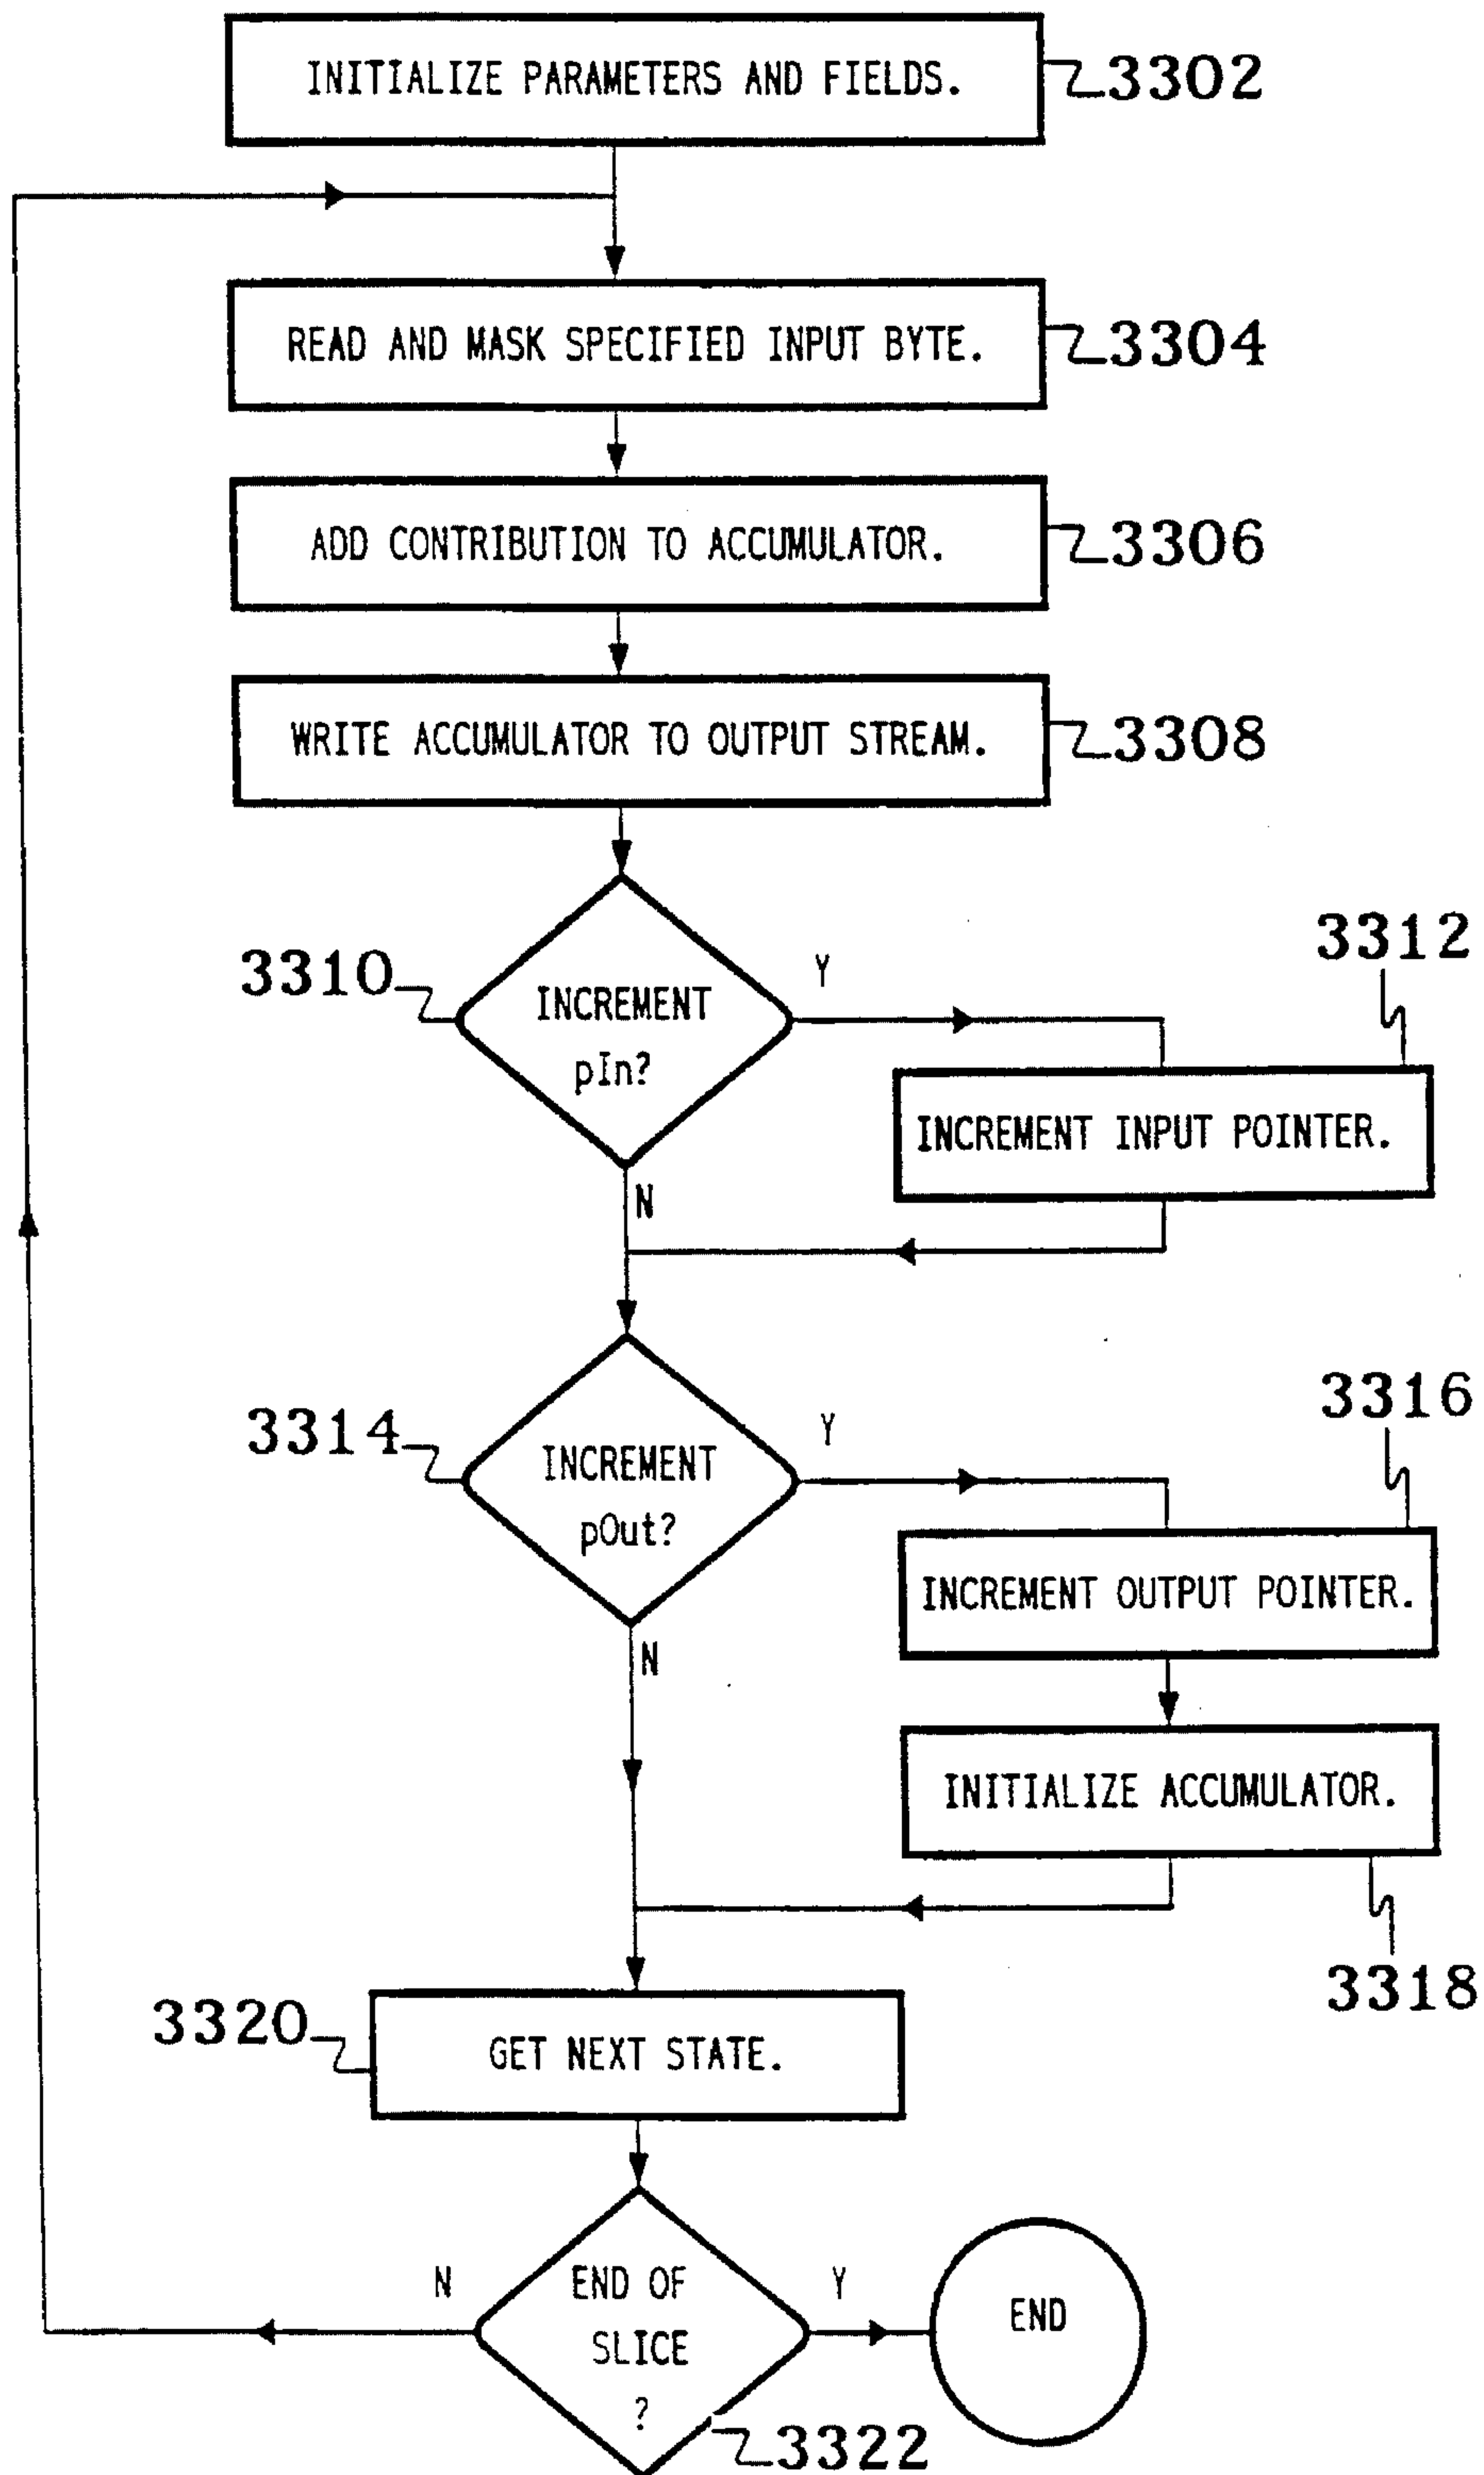 INITIALIZE PARAMETERS AND FIELDS.
3302
READ AND MASK SPECIFIED INPUT BYTE.
3304
ADD CONTRIBUTION TO ACCUMULATOR.
3306
WRITE ACCUMULATOR TO OUTPUT STREAM.
3308
3310
INCREMENT
pIn?
Y
N
3312
INCREMENT INPUT POINTER.
3314
INCREMENT
pOut?
Y
N
3316
INCREMENT OUTPUT POINTER.
INITIALIZE ACCUMULATOR.
3318
3320
GET NEXT STATE.
N
END OF
SLICE
?
Y
3322
END